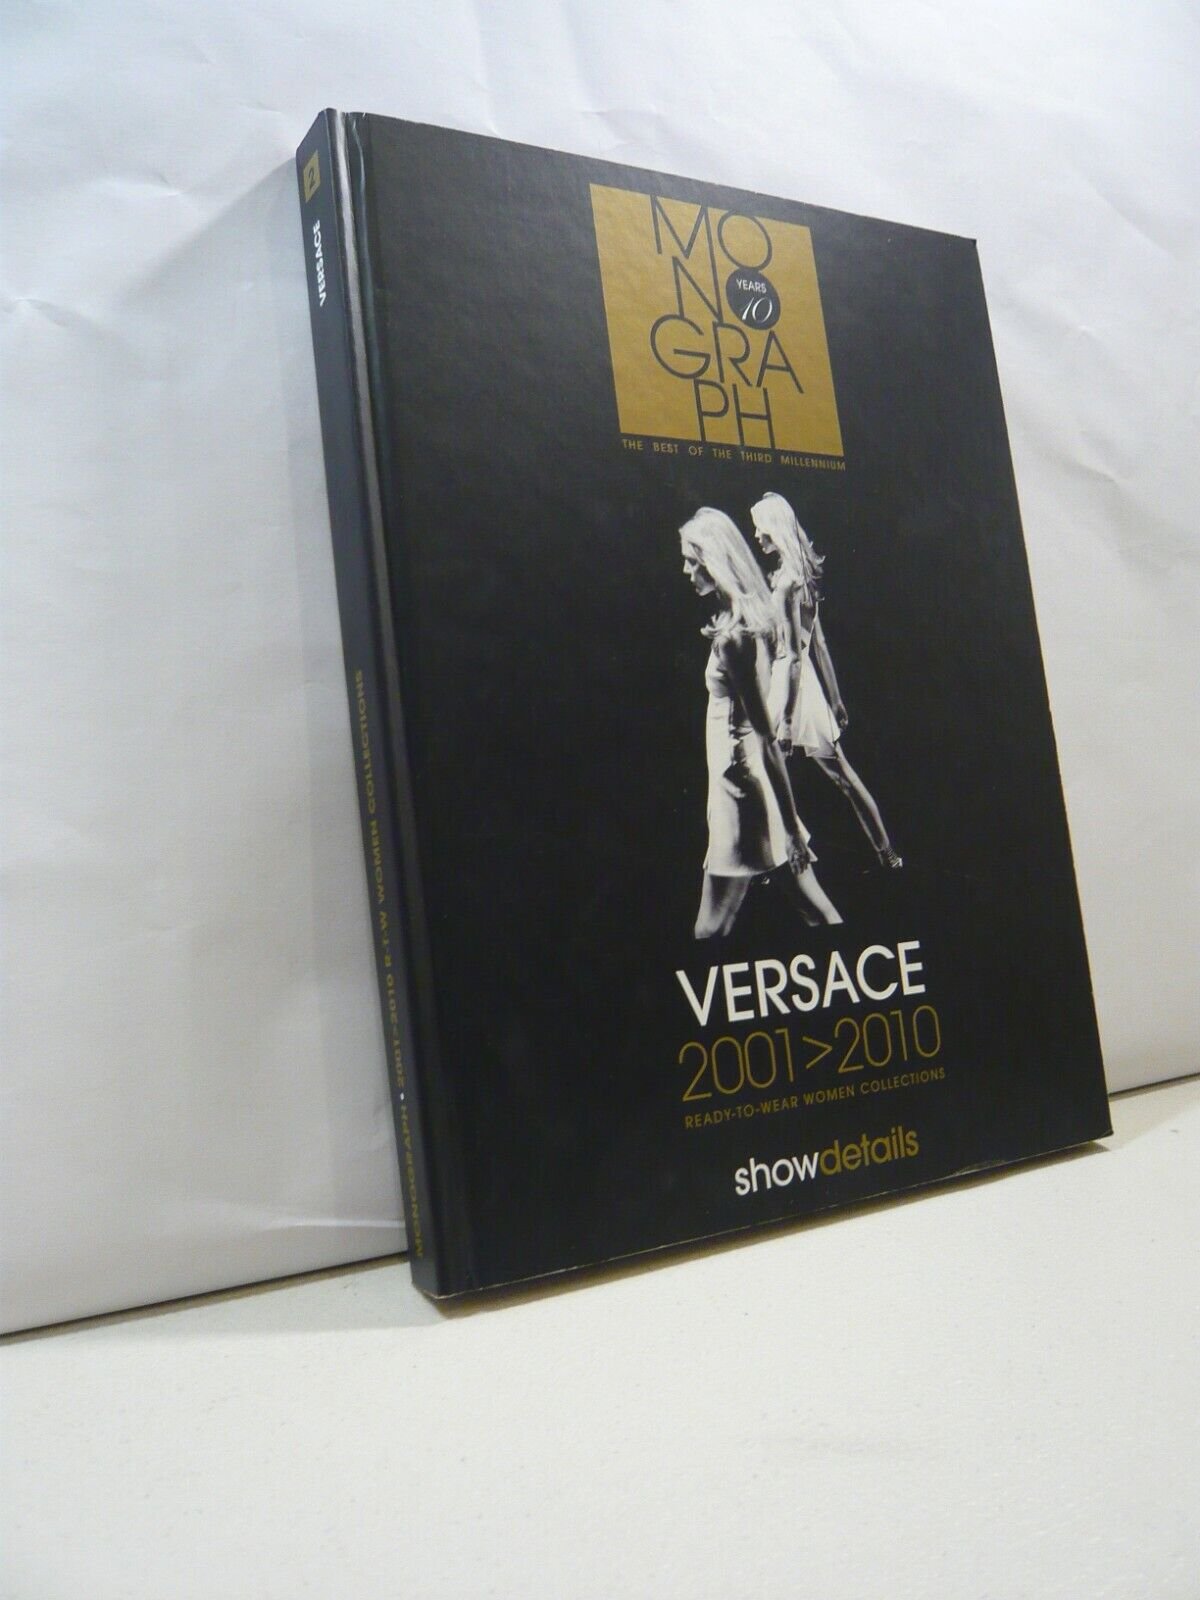 2
VERSACE
MONOGRAPH • 2001>2010 R-T-W WOMEN COLLECTIONS
MO
N
YEARS
10
GRA
PH
THE BEST OF THE THIRD MILLENNIUM
VERSACE
2001>2010
READY-TO-WEAR WOMEN COLLECTIONS
showdetails